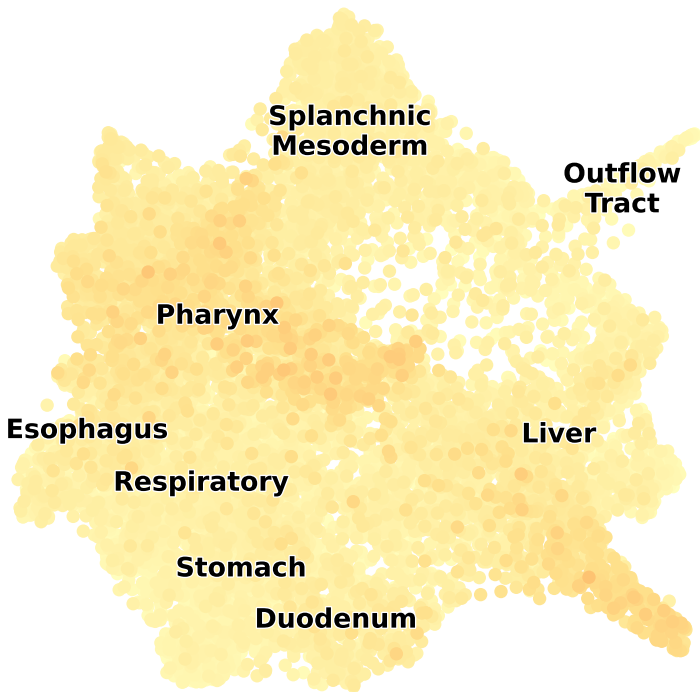 Splanchnic
Mesoderm
Outflow
Tract
Pharynx
Esophagus
Liver
Respiratory
Stomach
Duodenum